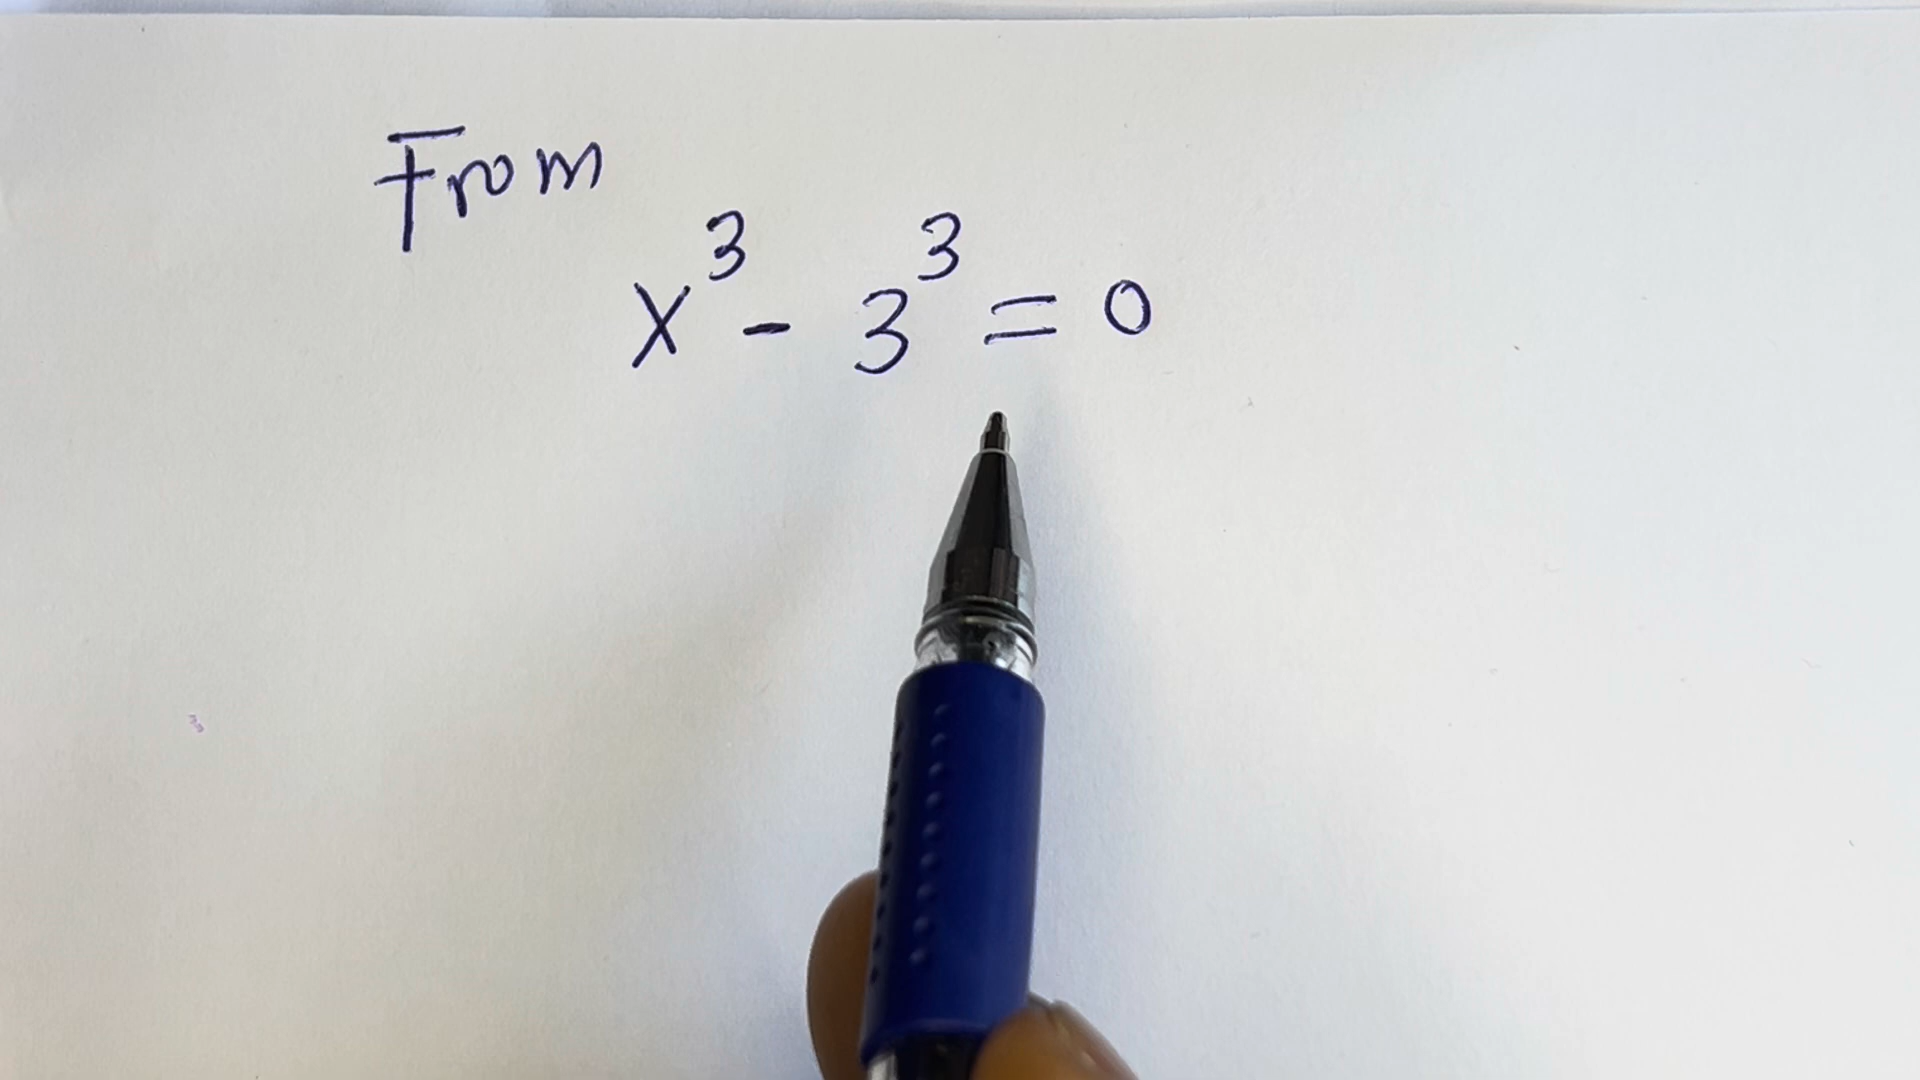 From
x³ - 3³ = 0